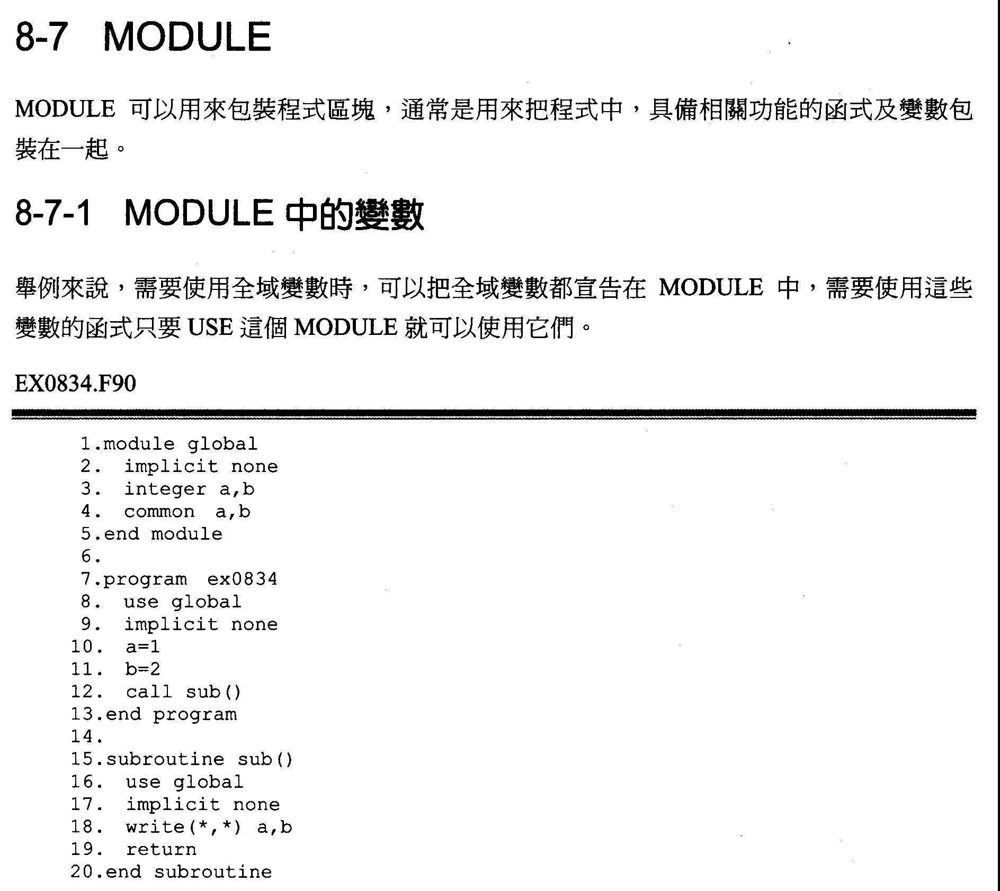 8-7 MODULE
MODULE 可以用來包裝程式區塊，通常是用來把程式中，具備相關功能的函式及變數包
裝在一起。
8-7-1 MODULE 中的變數
舉例來說，需要使用全域變數時，可以把全域變數都宣告在 MODULE 中，需要使用這些
變數的函式只要 USE 這個 MODULE 就可以使用它們。
EX0834.F90
1.module global
2.  implicit none
3.  integer a,b
4.  common  a,b
5.end module
6.
7.program  ex0834
8.  use global
9.  implicit none
10.  a=1
11.  b=2
12.  call sub()
13.end program
14.
15.subroutine sub()
16.  use global
17.  implicit none
18.  write(*,*) a,b
19.  return
20.end subroutine